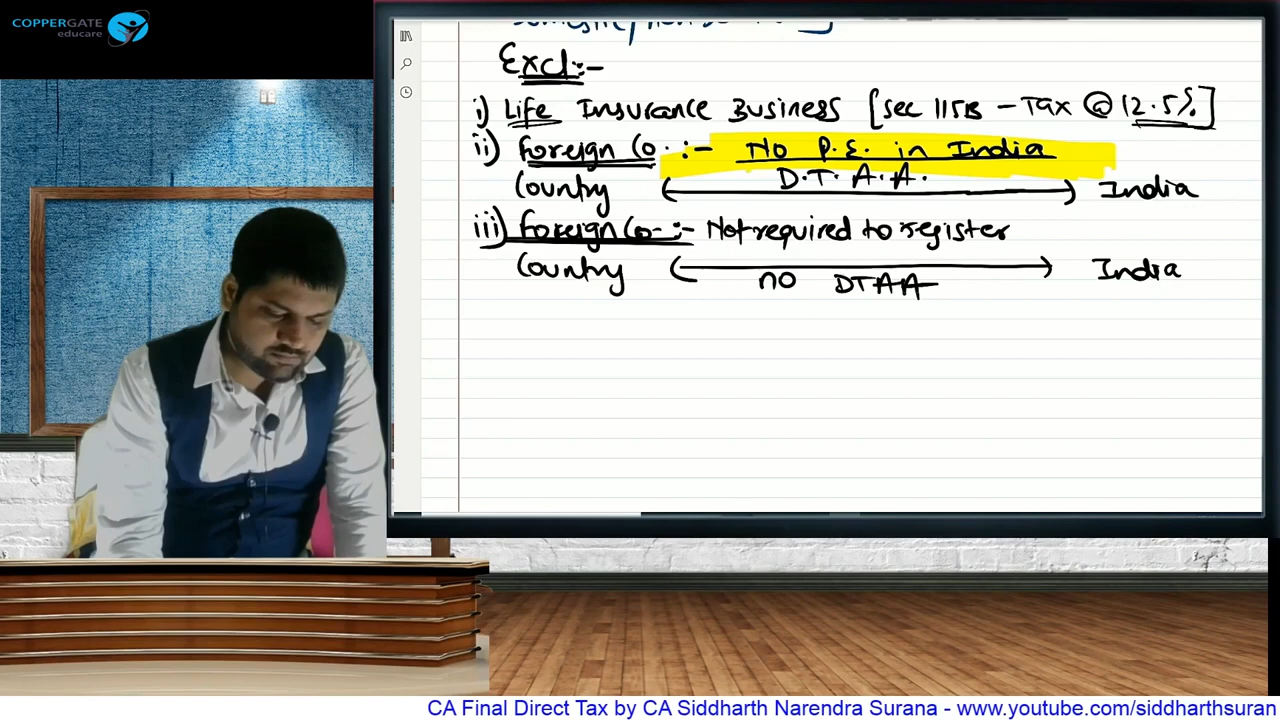 COPPERGATE
educare
Excl:-
i) Life Insurance Business [Sec 115B - Tax @ 12.5%]
ii) Foreign Co. :- No P.E. in India
Country D.T.A.A. India
iii) Foreign Co. :- Not required to register
Country no DTAA India
CA Final Direct Tax by CA Siddharth Narendra Surana - www.youtube.com/siddharthsuran